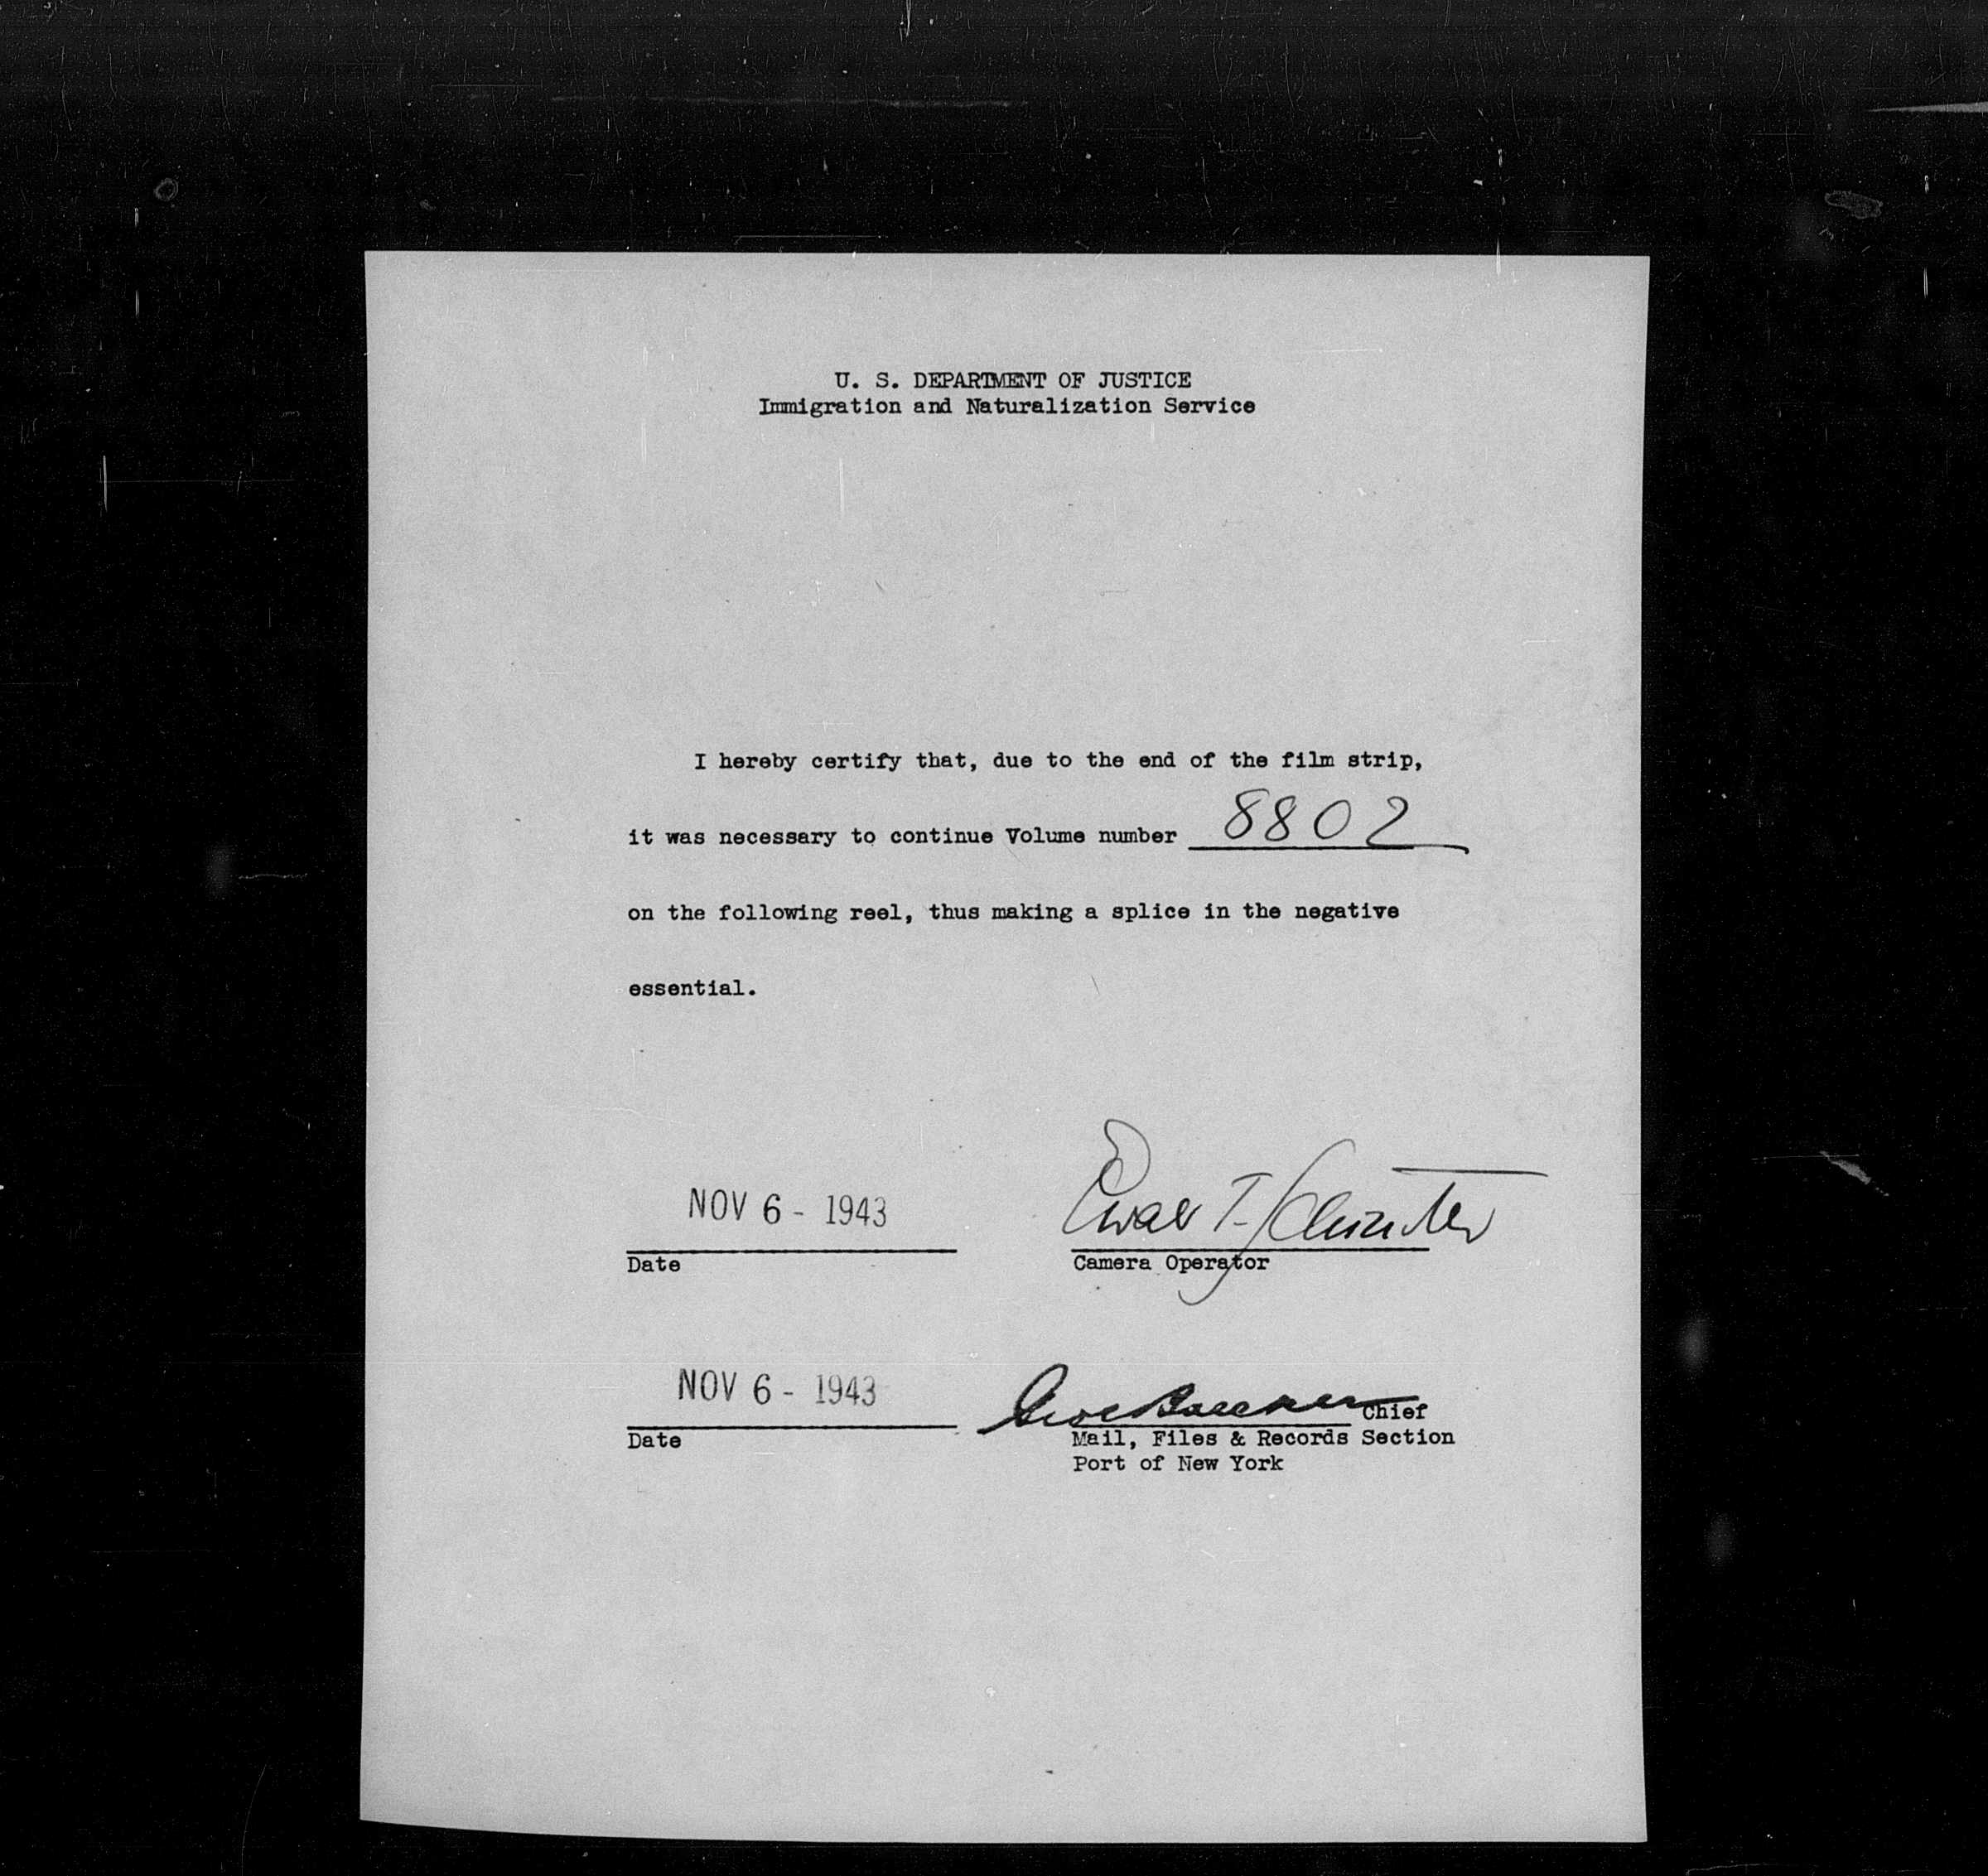 U. S. DEPARTMENT OF JUSTICE
Immigration and Naturalization Service
I hereby certify that, due to the end of the film strip,
it was necessary to continue Volume number 8802
on the following reel, thus making a splice in the negative
essential.
NOV 6 - 1943
Date
Camera Operator
NOV 6 - 1943
Chief
Date
Mail, Files & Records Section
Port of New York